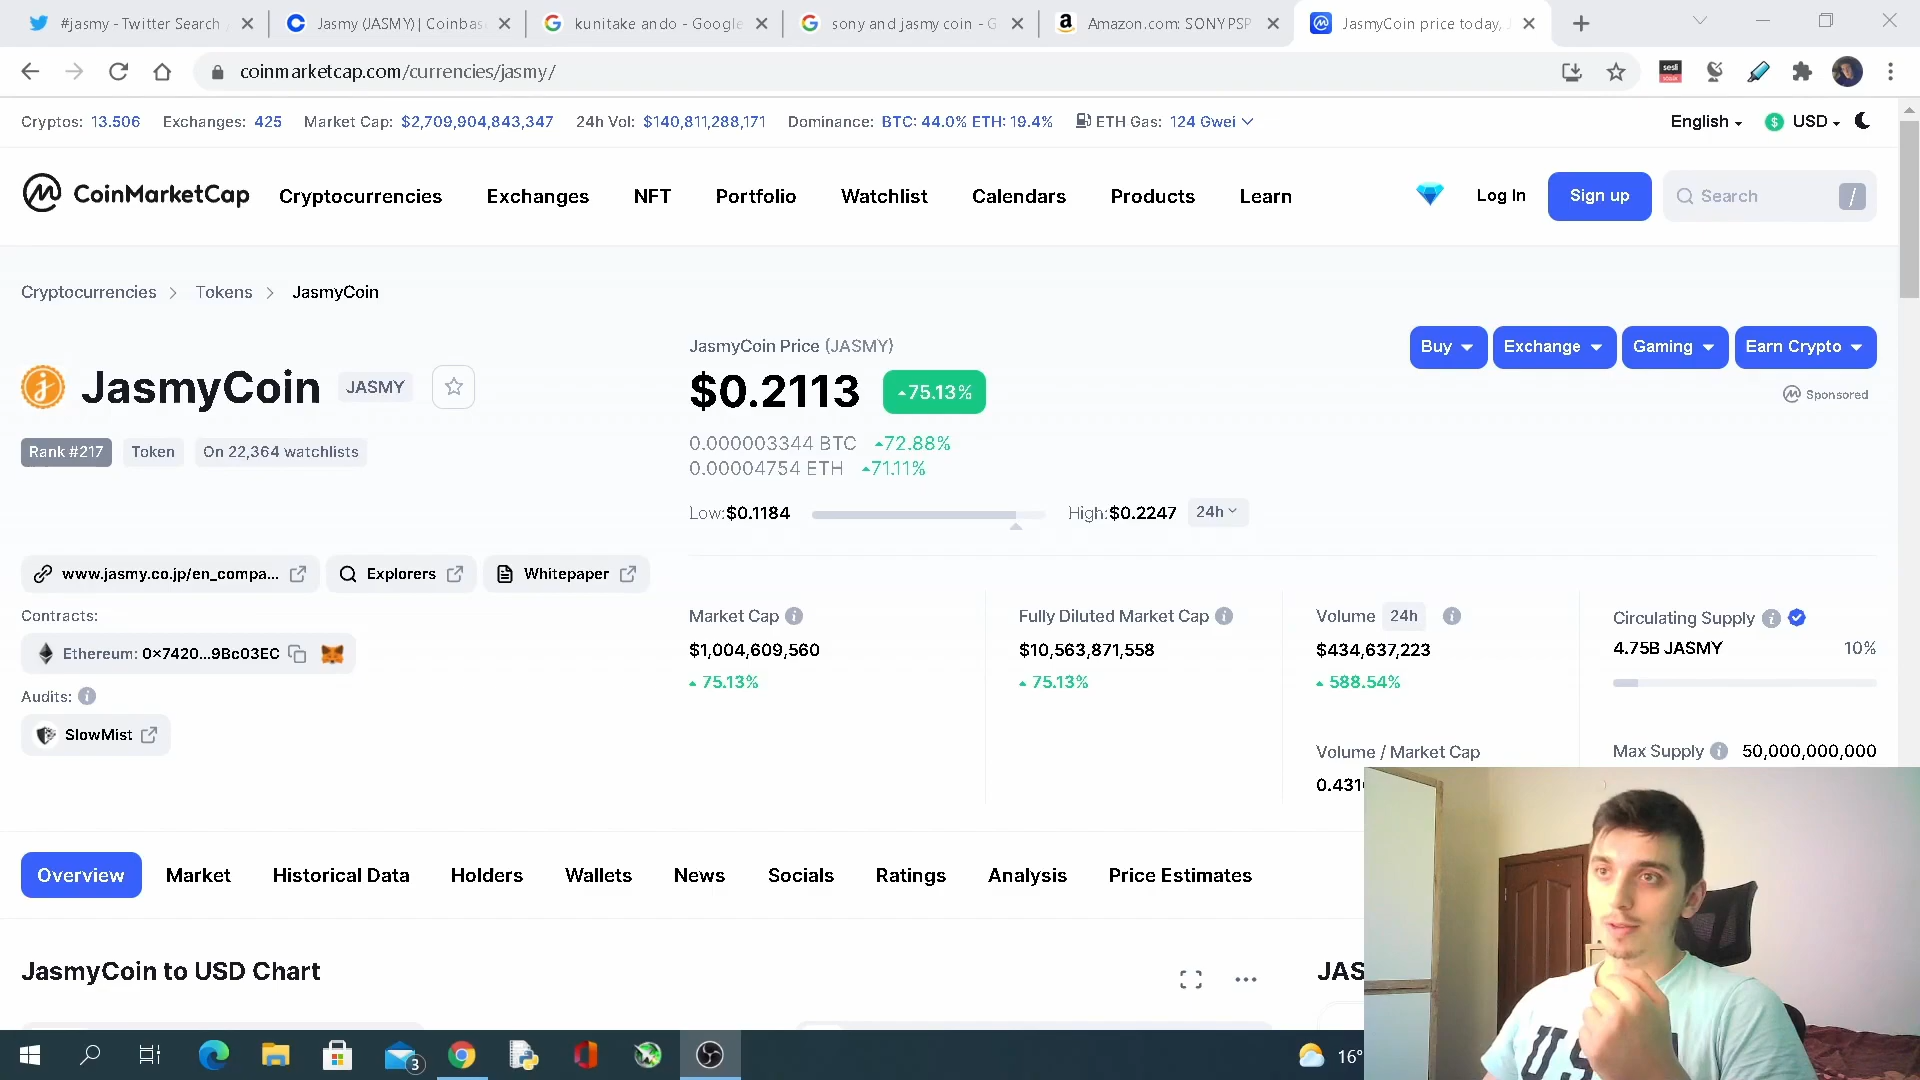 #jasmy - Twitter Search
Jasmy (JASMY) | Coinbas
kunitake ando - Google
sony and jasmy coin - G
Amazon.com: SONY PSP
JasmyCoin price today, J
coinmarketcap.com/currencies/jasmy/
Cryptos: 13.506 Exchanges: 425 Market Cap: $2,709,904,843,347 24h Vol: $140,811,288,171 Dominance: BTC: 44.0% ETH: 19.4% ETH Gas: 124 Gwei
English USD
CoinMarketCap Cryptocurrencies Exchanges NFT Portfolio Watchlist Calendars Products Learn Log In Sign up Search /
Cryptocurrencies > Tokens > JasmyCoin
JasmyCoin JASMY
Rank #217 Token On 22,364 watchlists
JasmyCoin Price (JASMY)
$0.2113 75.13%
0.000003344 BTC 72.88%
0.00004754 ETH 71.11%
Low:$0.1184 High:$0.2247 24h
Buy Exchange Gaming Earn Crypto
Sponsored
www.jasmy.co.jp/en_compa... Explorers Whitepaper
Contracts:
Ethereum: 0x7420...9Bc03EC
Audits:
SlowMist
Market Cap
$1,004,609,560
75.13%
Fully Diluted Market Cap
$10,563,871,558
75.13%
Volume 24h
$434,637,223
588.54%
Volume / Market Cap
Circulating Supply
4.75B JASMY 10%
Max Supply 50,000,000,000
Overview Market Historical Data Holders Wallets News Socials Ratings Analysis Price Estimates
JasmyCoin to USD Chart
JAS
3
16°